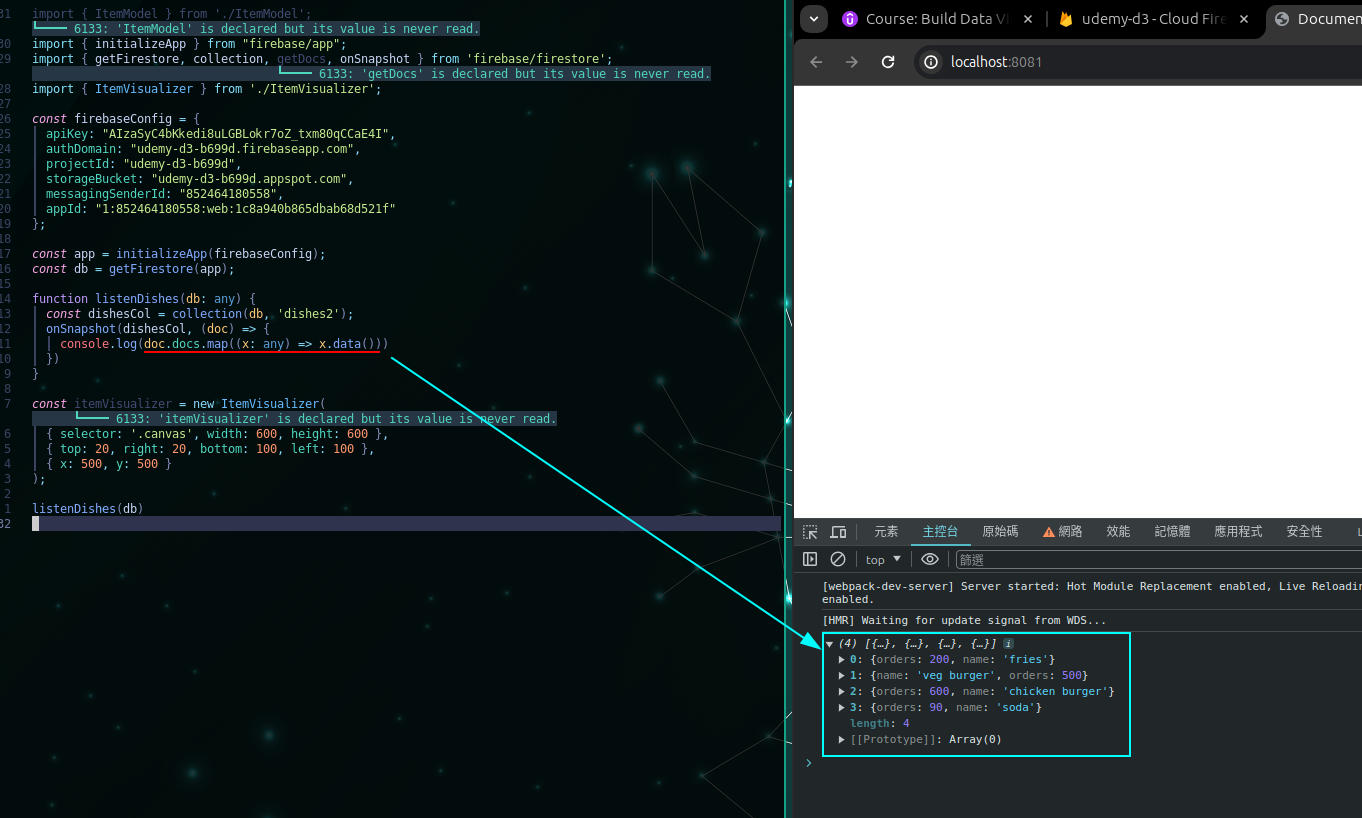 31 import { ItemModel } from './ItemModel';
6133: 'ItemModel' is declared but its value is never read.
30 import { initializeApp } from "firebase/app";
29 import { getFirestore, collection, getDocs, onSnapshot } from 'firebase/firestore';
6133: 'getDocs' is declared but its value is never read.
28 import { ItemVisualizer } from './ItemVisualizer';
27
26 const firebaseConfig = {
25 apiKey: "AIzaSyC4bKkedi8uLGBLokr7oZ_txm80qCCaE4I",
24 authDomain: "udemy-d3-b699d.firebaseapp.com",
23 projectId: "udemy-d3-b699d",
22 storageBucket: "udemy-d3-b699d.appspot.com",
21 messagingSenderId: "852464180558",
20 appId: "1:852464180558:web:1c8a940b865dbab68d521f"
19 };
18
17 const app = initializeApp(firebaseConfig);
16 const db = getFirestore(app);
15
14 function listenDishes(db: any) {
13 const dishesCol = collection(db, 'dishes2');
12 onSnapshot(dishesCol, (doc) => {
11 console.log(doc.docs.map((x: any) => x.data()))
10 })
9 }
8
7 const itemVisualizer = new ItemVisualizer(
6133: 'itemVisualizer' is declared but its value is never read.
6 { selector: '.canvas', width: 600, height: 600 },
5 { top: 20, right: 20, bottom: 100, left: 100 },
4 { x: 500, y: 500 }
3 );
2
1 listenDishes(db)
32
Course: Build Data Vi udemy-d3 - Cloud Fire Documen
localhost:8081
元素 主控台 原始碼 網路 效能 記憶體 應用程式 安全性 L
top 篩選
[webpack-dev-server] Server started: Hot Module Replacement enabled, Live Reloadin
enabled.
[HMR] Waiting for update signal from WDS...
(4) [{…}, {…}, {…}, {…}] i
0: {orders: 200, name: 'fries'}
1: {name: 'veg burger', orders: 500}
2: {orders: 600, name: 'chicken burger'}
3: {orders: 90, name: 'soda'}
length: 4
[[Prototype]]: Array(0)